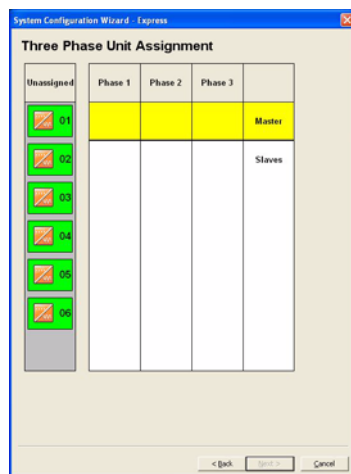 System Configuration Wizard - Express
Three Phase Unit Assignment
Unassigned Phase 1 Phase 2 Phase 3
01 Master
02 Slaves
03
04
05
06
< Back Next > Cancel